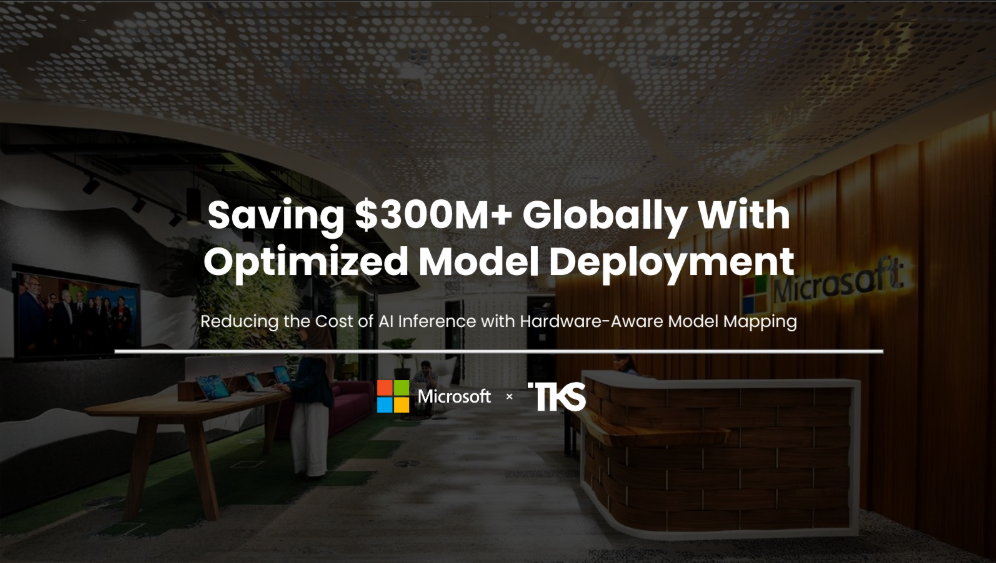 Saving $300M+ Globally With
Optimized Model Deployment
Microsoft
Reducing the Cost of AI Inference with Hardware-Aware Model Mapping
Microsoft × TKS